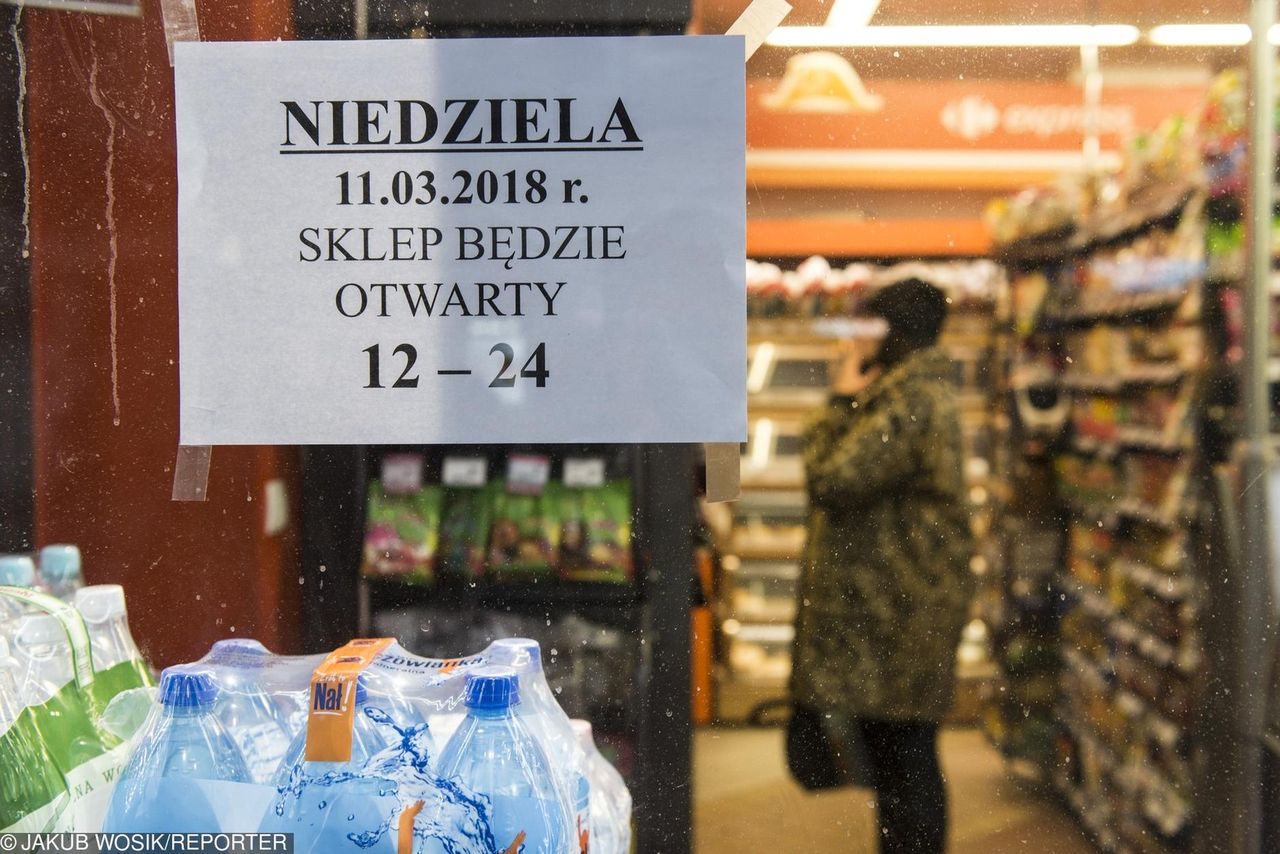 NIEDZIELA
11.03.2018 r.
SKLEP BĘDZIE
OTWARTY
12 – 24
express
Nał!
© JAKUB WOSIK/REPORTER